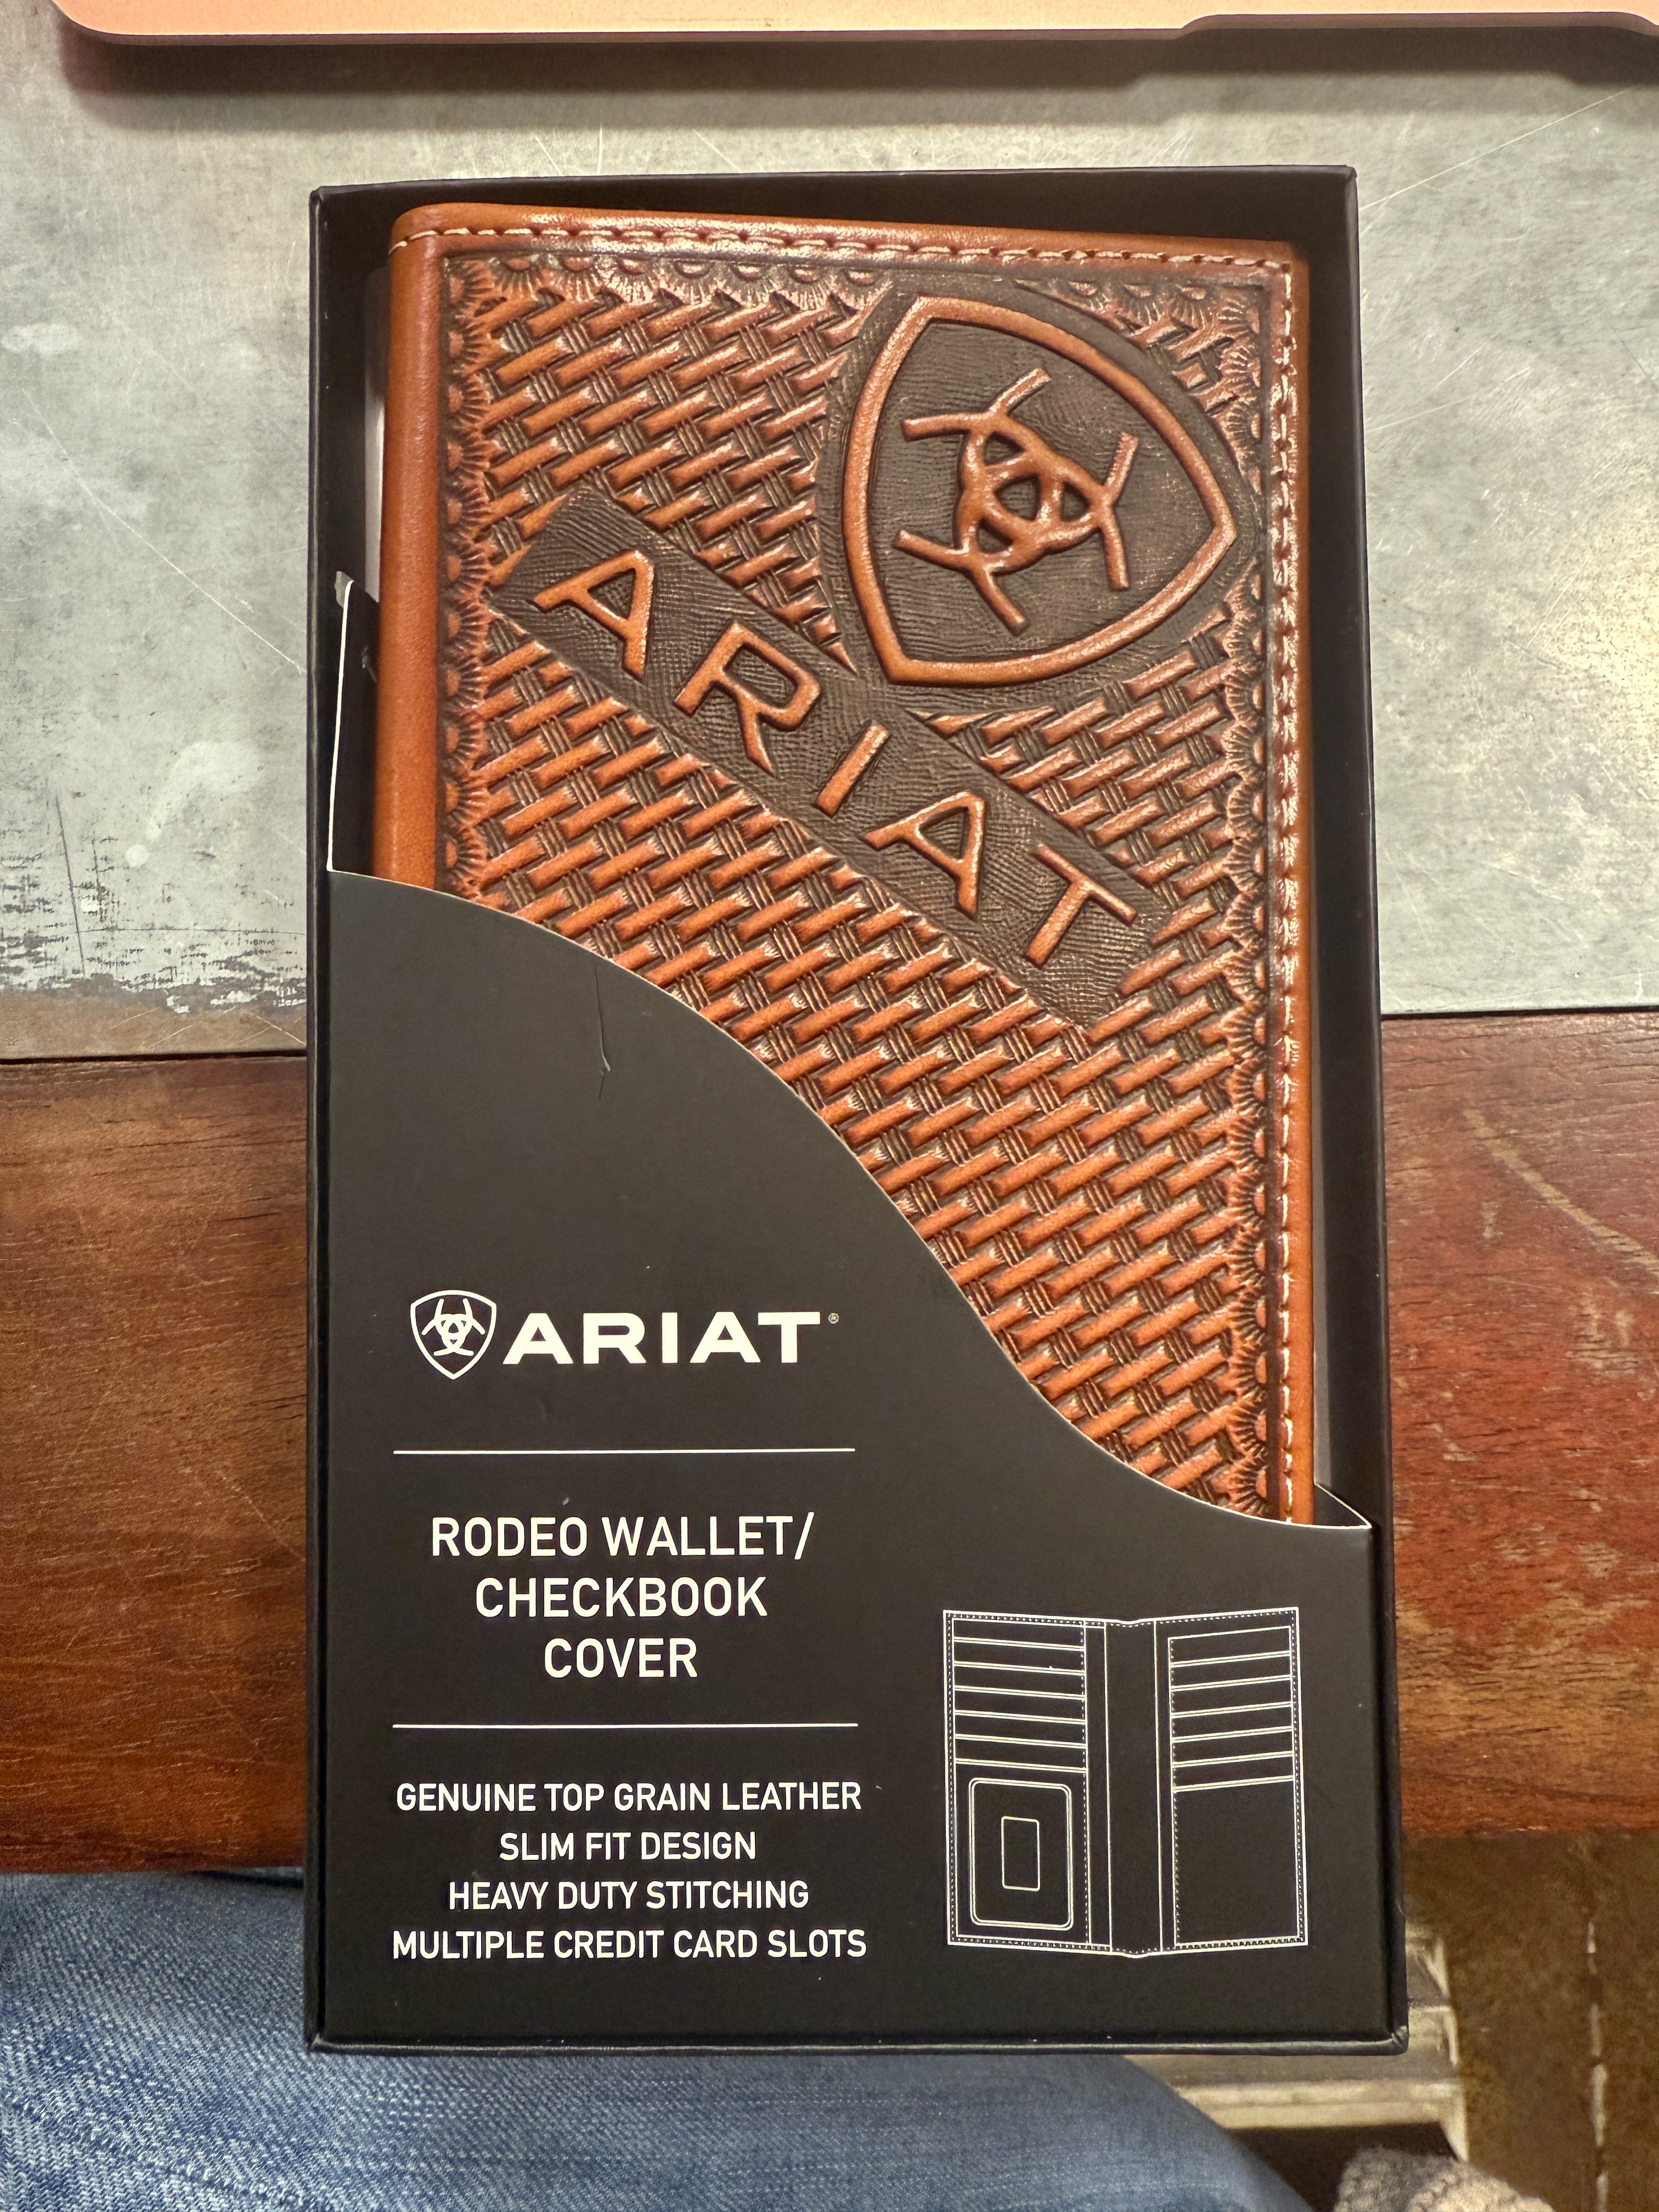 ARIAT
ARIAT®
RODEO WALLET/
CHECKBOOK
COVER
GENUINE TOP GRAIN LEATHER
SLIM FIT DESIGN
HEAVY DUTY STITCHING
MULTIPLE CREDIT CARD SLOTS